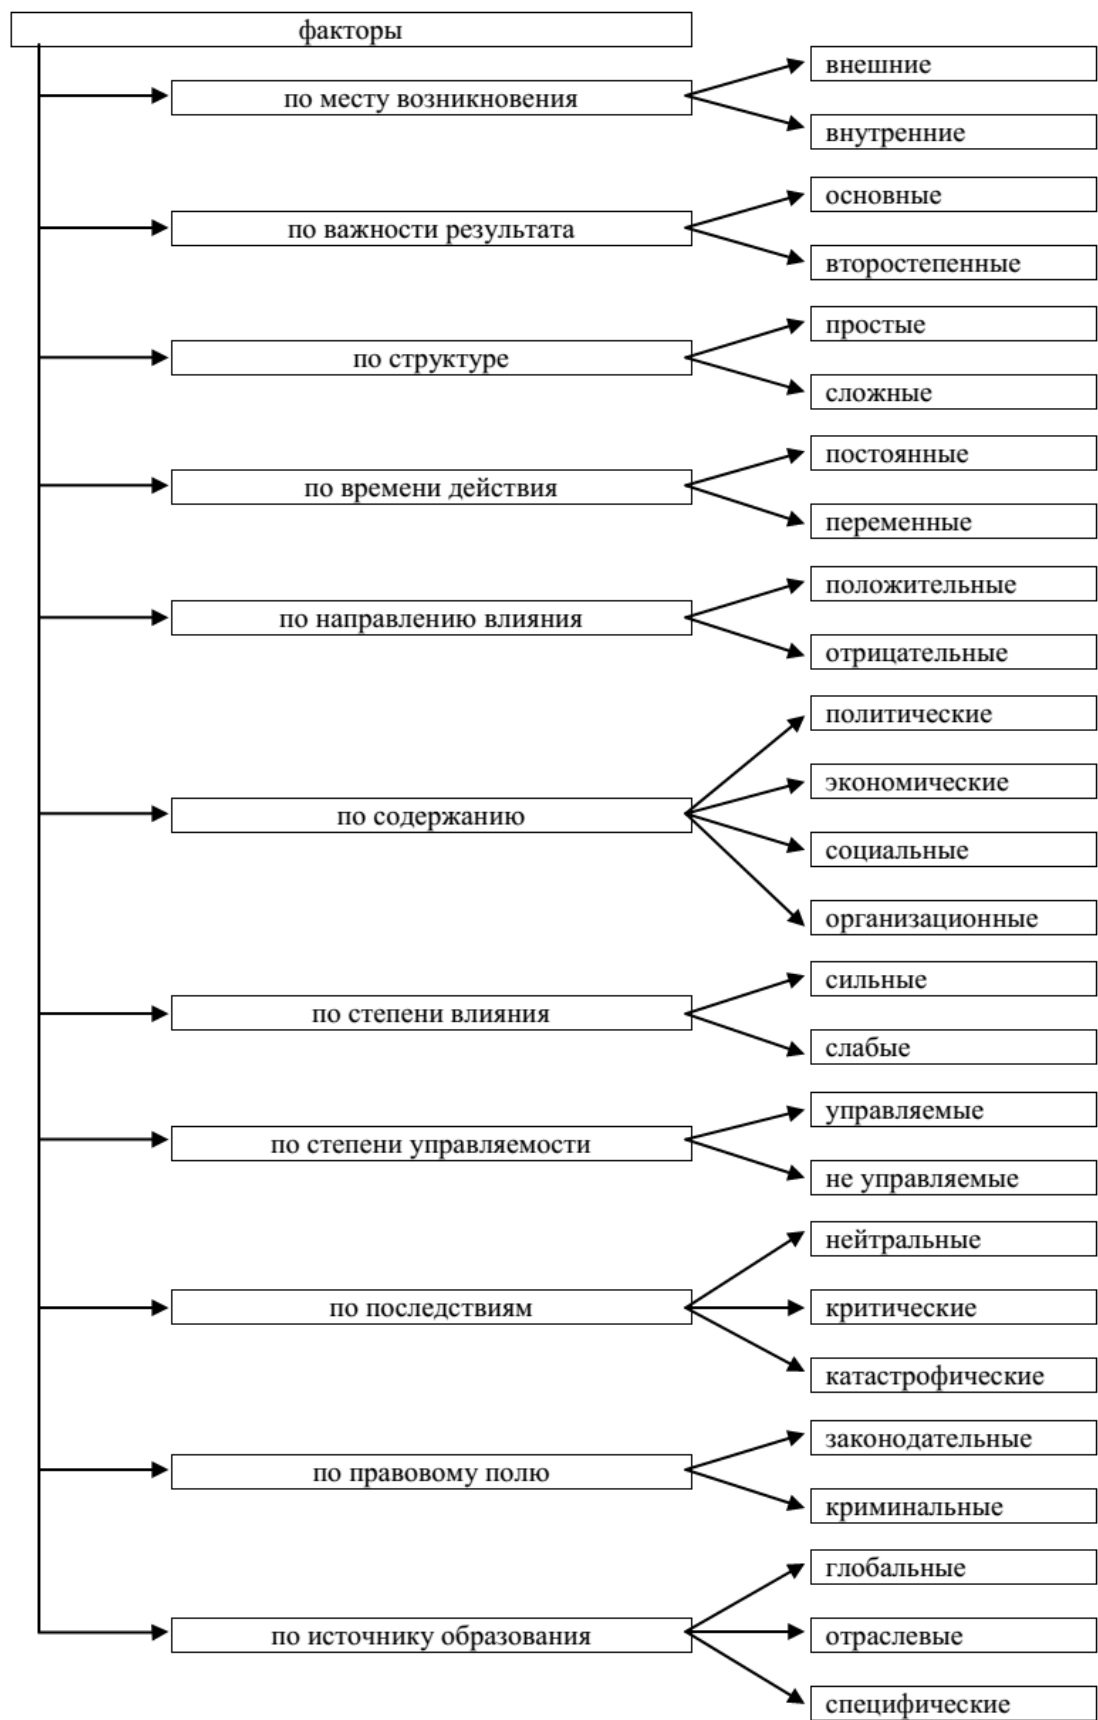 факторы
по месту возникновения
внешние
внутренние
по важности результата
основные
второстепенные
по структуре
простые
сложные
по времени действия
постоянные
переменные
по направлению влияния
положительные
отрицательные
по содержанию
политические
экономические
социальные
организационные
по степени влияния
сильные
слабые
по степени управляемости
управляемые
не управляемые
по последствиям
нейтральные
критические
катастрофические
по правовому полю
законодательные
криминальные
по источнику образования
глобальные
отраслевые
специфические